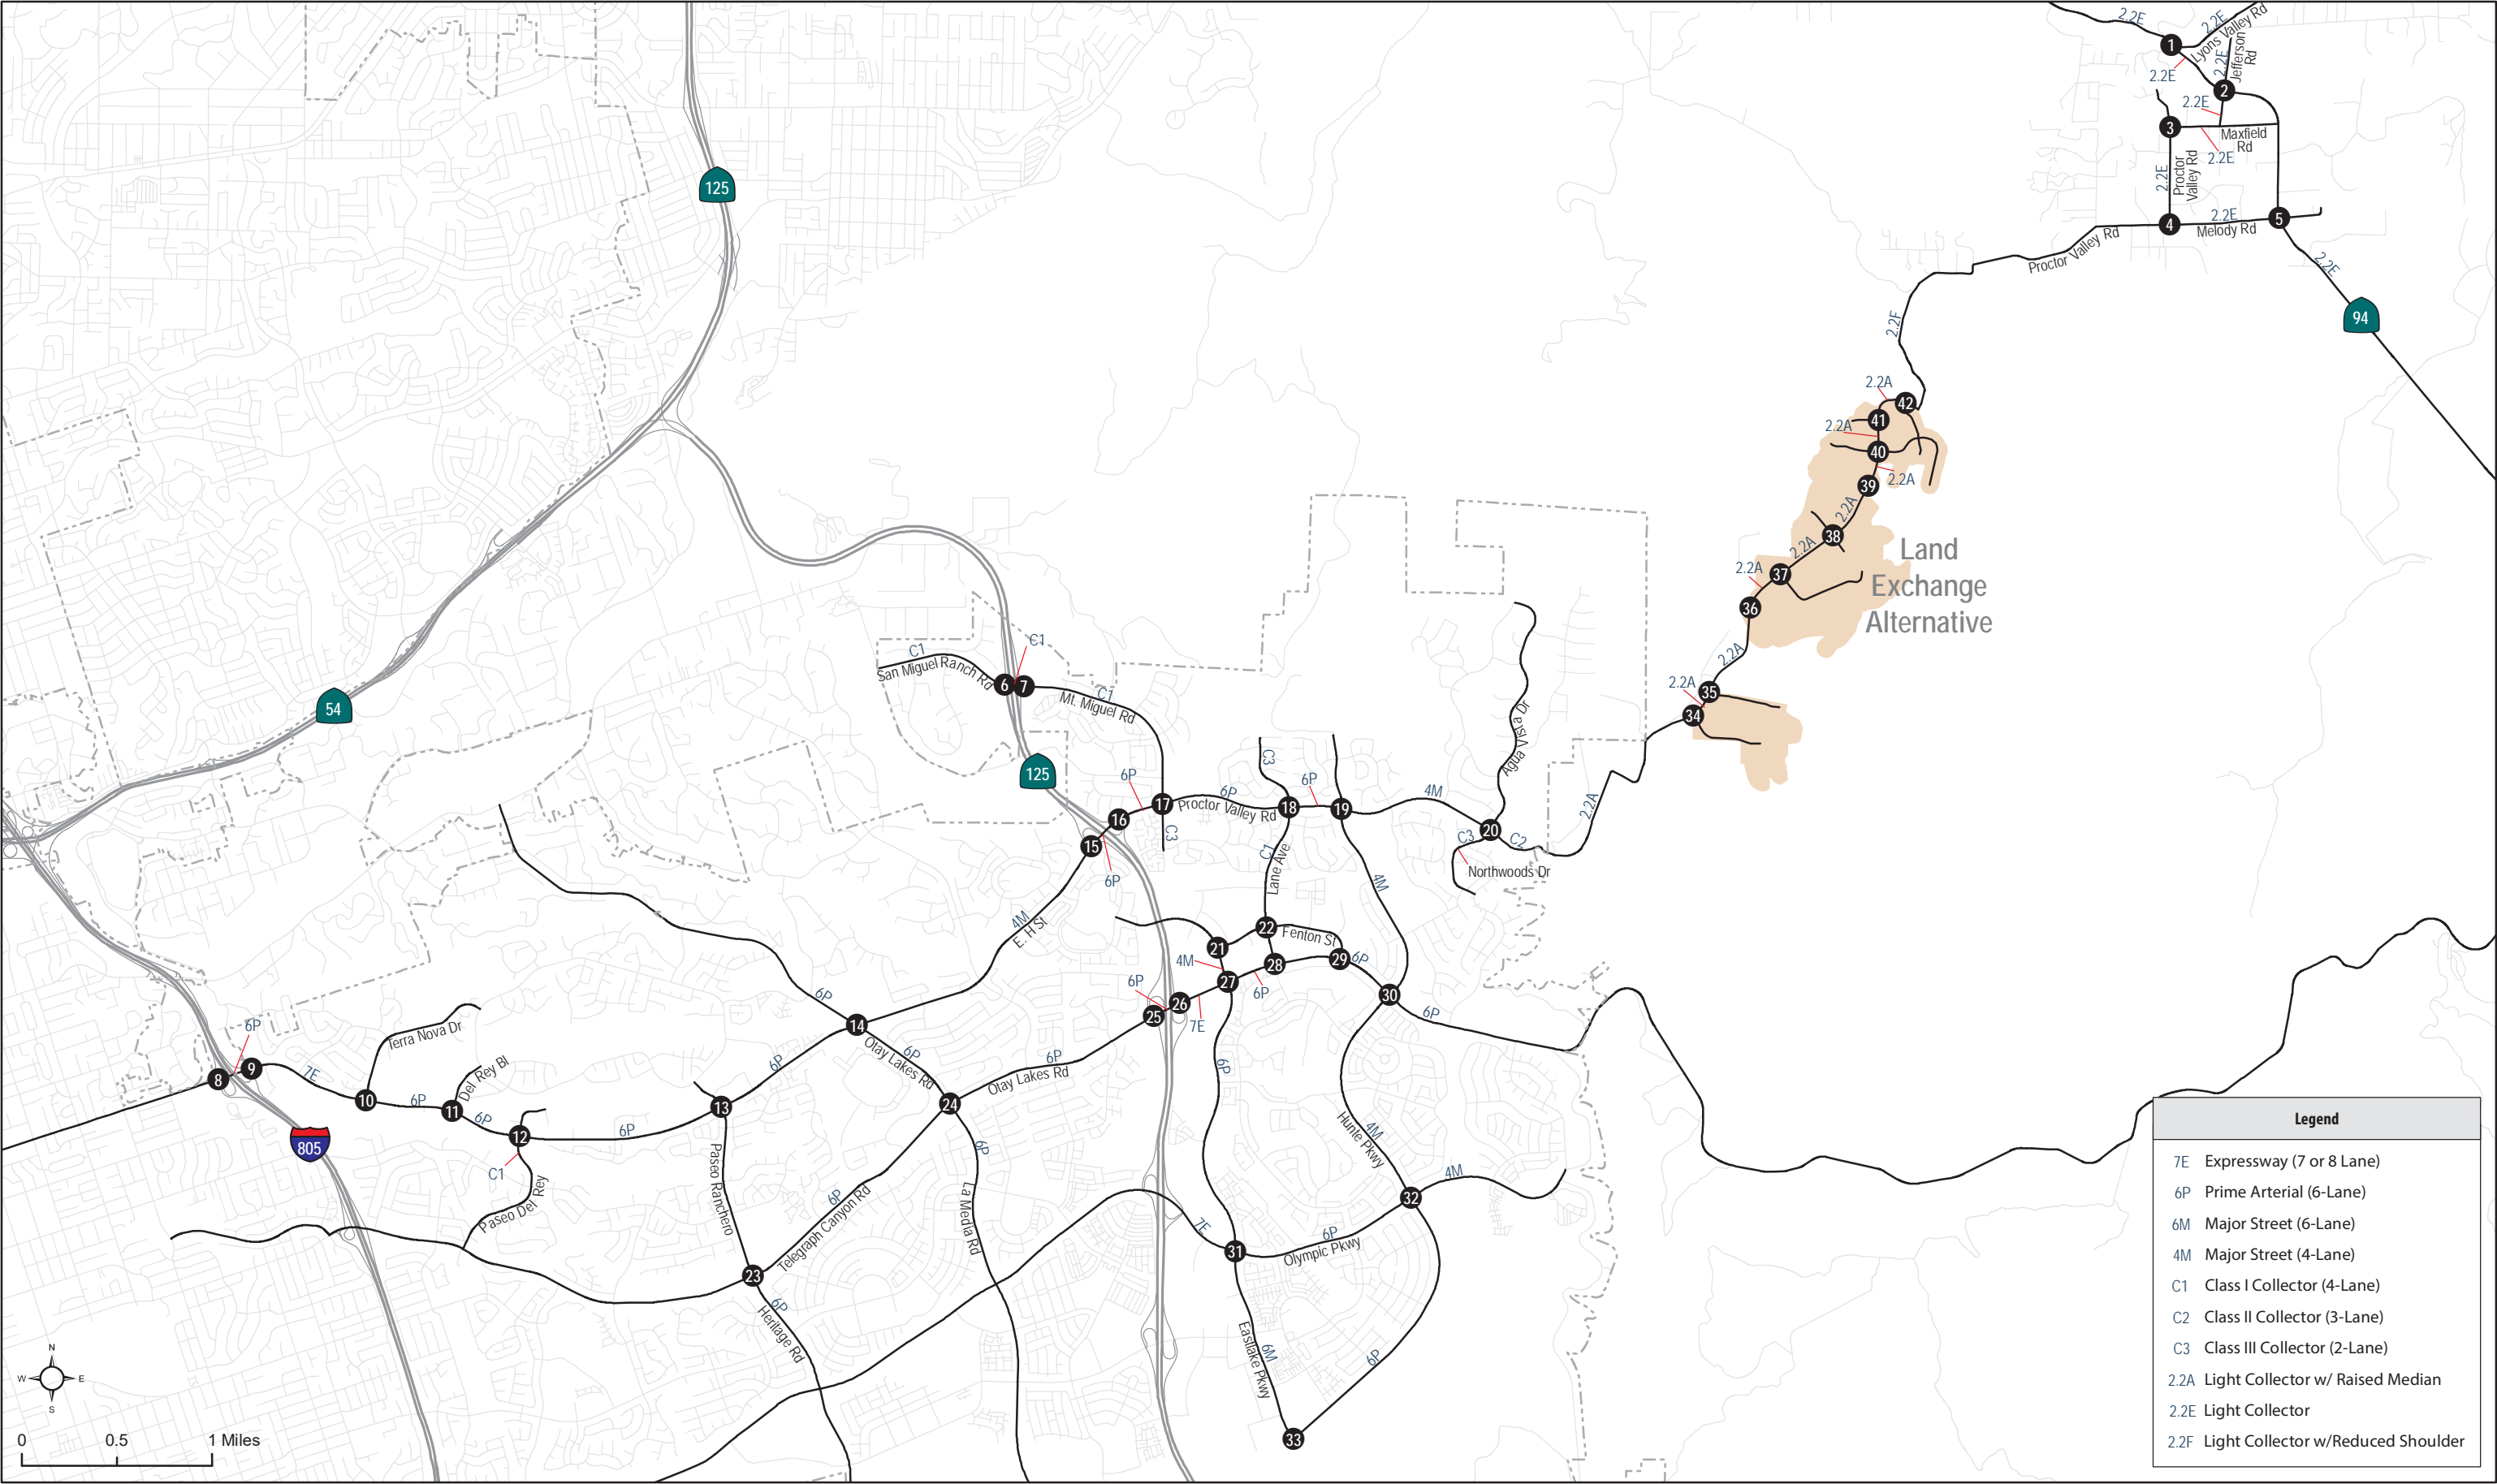 2.2E
2.2E
Lyons Valley Rd
1
2.2E
2.2E
Jefferson
Rd
2
2.2E
3
Maxfield
Rd
2.2E
2.2E
Proctor
Valley Rd
125
4
2.2E
Melody Rd
5
Proctor Valley Rd
2.2E
94
2.2F
2.2A
42
41
2.2A
40
2.2A
39
2.2A
38
2.2A
Land
Exchange
Alternative
2.2A
37
36
C1
C1
San Miguel Ranch Rd
6
7
C1
Mt. Miguel Rd
2.2A
2.2A
35
34
54
Agua Vista Dr
125
C3
6P
6P
6P
4M
17
Proctor Valley Rd
18
19
2.2A
16
C3
20
C3
C2
15
C1
Lane Ave
Northwoods Dr
6P
4M
4M
E. H St
22
Fenton St
21
4M
28
29
6P
6P
27
6P
6P
26
30
25
7E
6P
6P
14
Otay Lakes Rd
6P
6P
6P
Otay Lakes Rd
6P
6P
Terra Nova Dr
8
9
7E
Del Rey Bl
10
6P
11
6P
13
24
12
6P
Hunte Pkwy
4M
805
C1
Paseo Del Rey
Paseo Ranchero
6P
Telegraph Canyon Rd
6P
La Media Rd
4M
32
7E
31
6P
Olympic Pkwy
23
6P
Heritage Rd
Eastlake Pkwy
6M
6P
33
N
W
E
S
0
0.5
1 Miles
Legend
7E Expressway (7 or 8 Lane)
6P Prime Arterial (6-Lane)
6M Major Street (6-Lane)
4M Major Street (4-Lane)
C1 Class I Collector (4-Lane)
C2 Class II Collector (3-Lane)
C3 Class III Collector (2-Lane)
2.2A Light Collector w/ Raised Median
2.2E Light Collector
2.2F Light Collector w/Reduced Shoulder